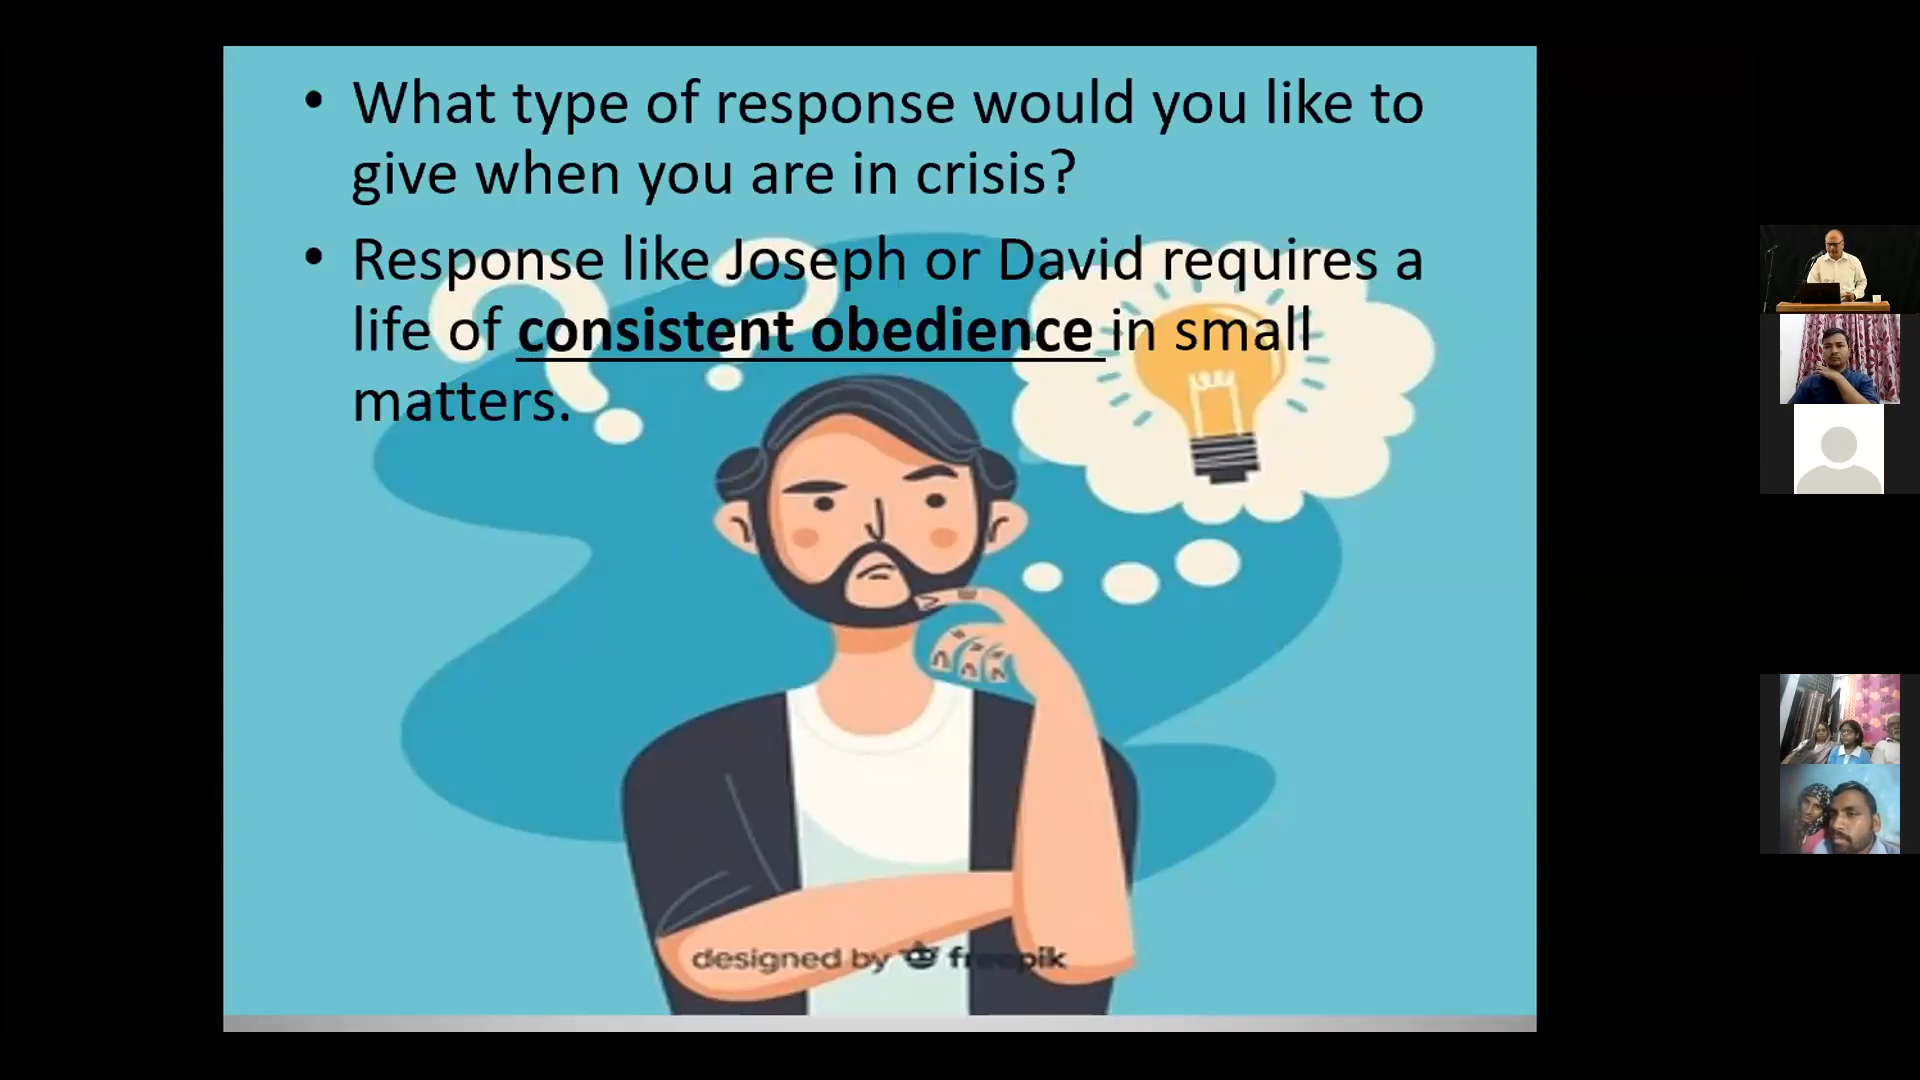 • What type of response would you like to
give when you are in crisis?
• Response like Joseph or David requires a
life of consistent obedience in small
matters.
designed by freepik